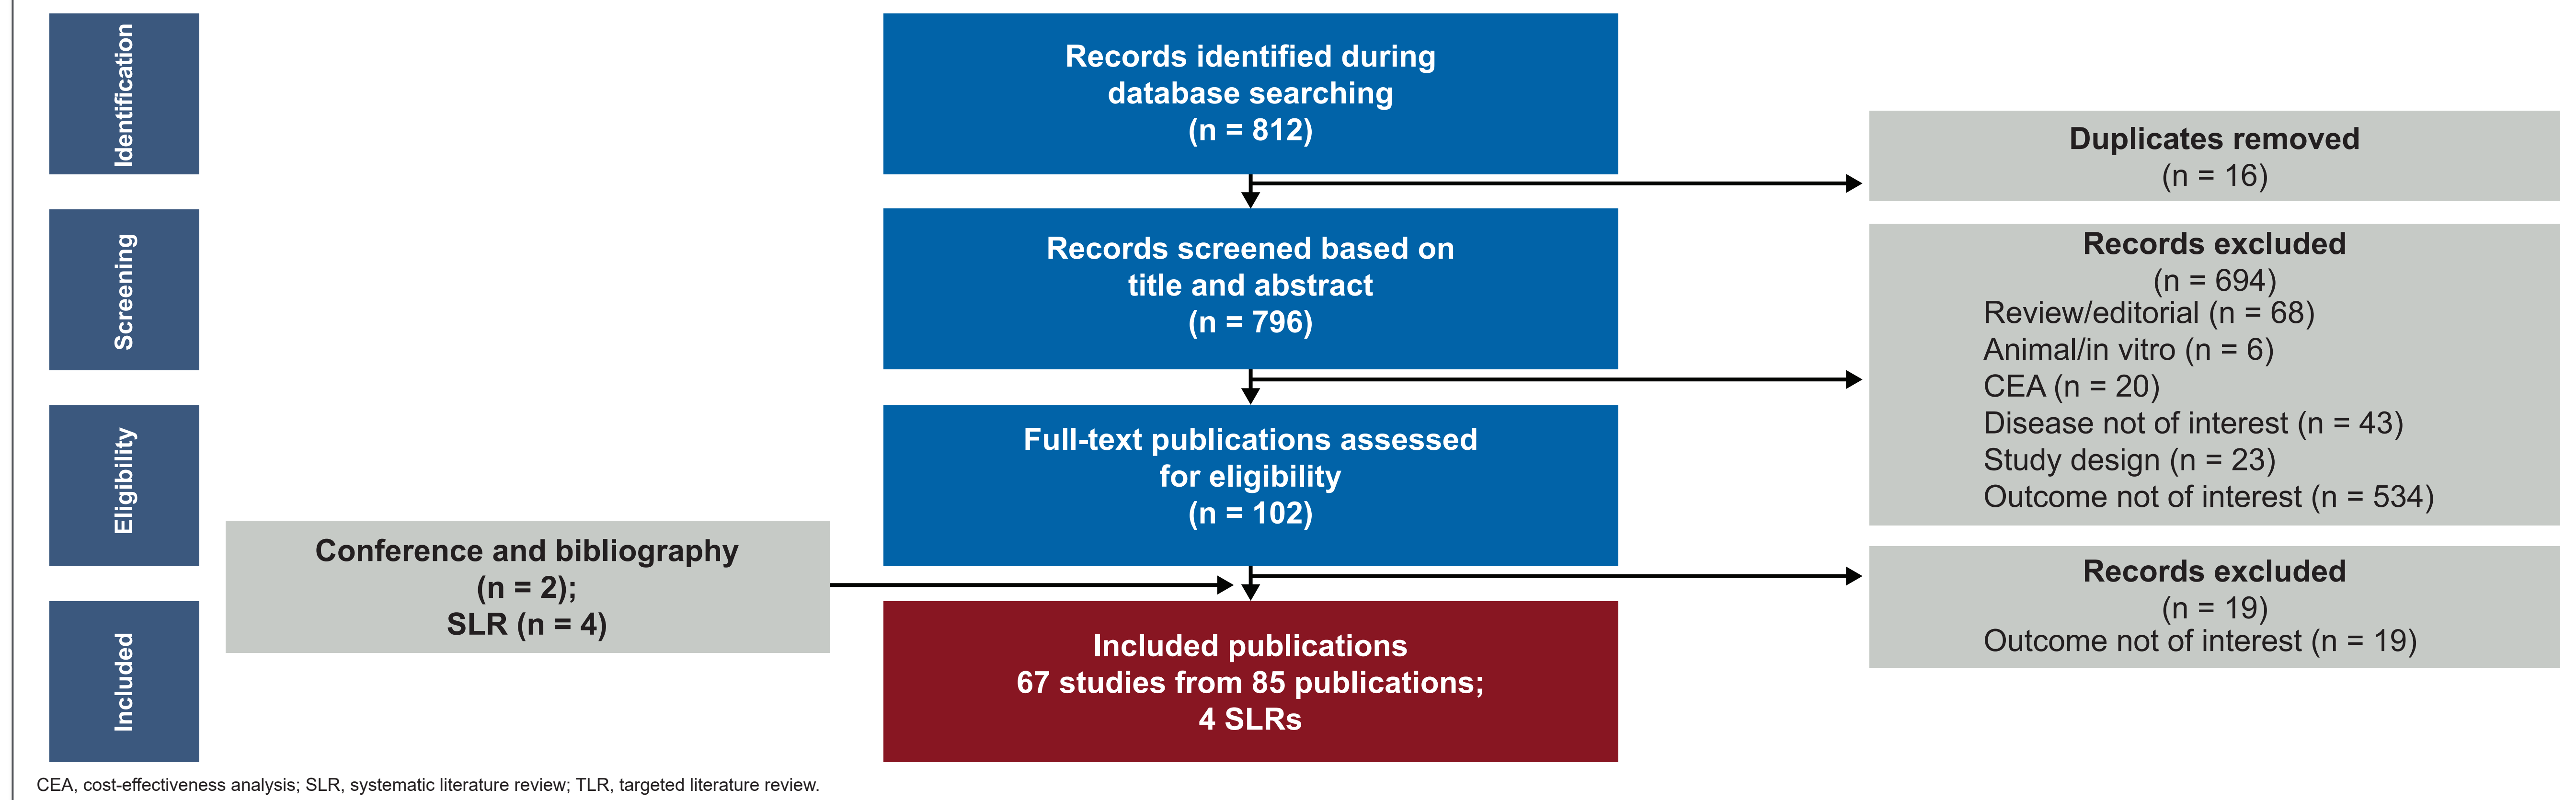 Identification
Records identified during
database searching
(n = 812)
Duplicates removed
(n = 16)
Screening
Records screened based on
title and abstract
(n = 796)
Records excluded
(n = 694)
Review/editorial (n = 68)
Animal/in vitro (n = 6)
CEA (n = 20)
Disease not of interest (n = 43)
Study design (n = 23)
Outcome not of interest (n = 534)
Eligibility
Full-text publications assessed
for eligibility
(n = 102)
Conference and bibliography
(n = 2);
SLR (n = 4)
Records excluded
(n = 19)
Outcome not of interest (n = 19)
Included
Included publications
67 studies from 85 publications;
4 SLRs
CEA, cost-effectiveness analysis; SLR, systematic literature review; TLR, targeted literature review.